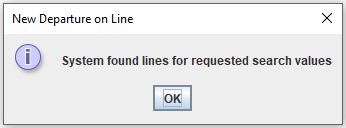 New Departure on Line
System found lines for requested search values
OK